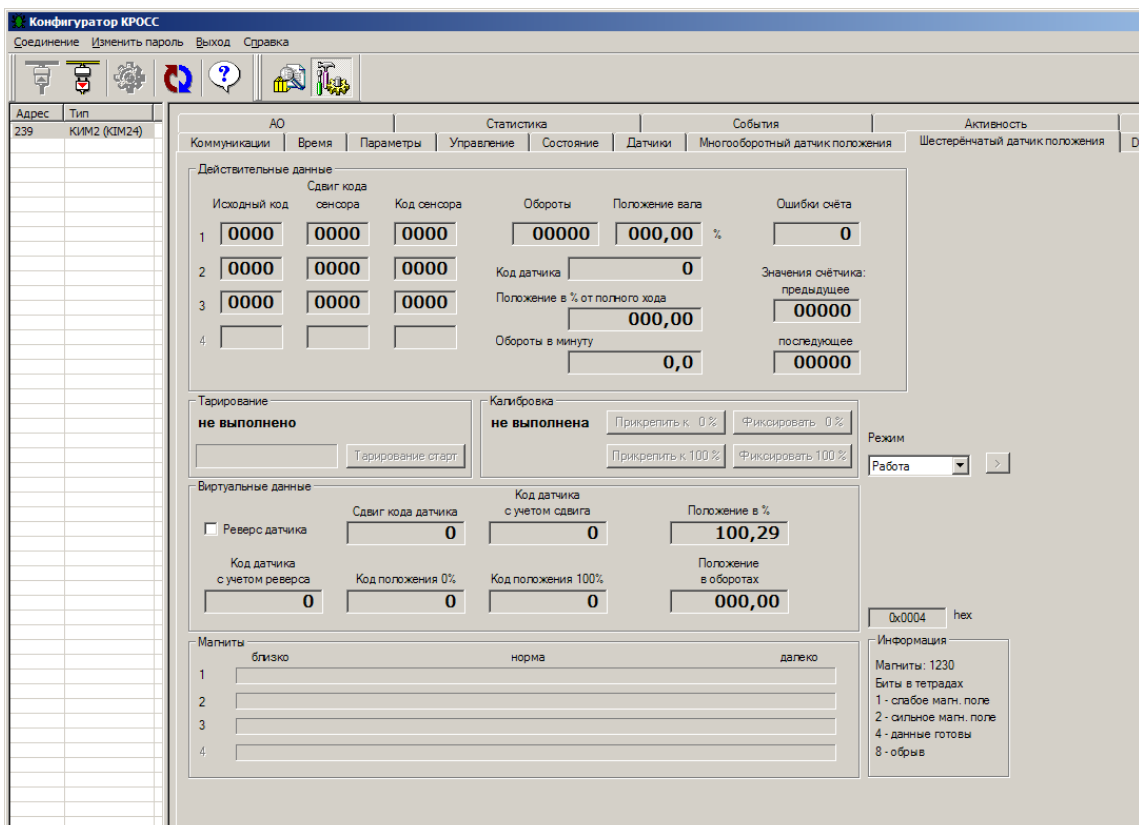 Конфигуратор КРОСС
Соединение Изменить пароль Выход Справка
Адрес Тип
239 КИМ2 (KIM24)
АО Статистика События Активность
Коммуникации Время Параметры Управление Состояние Датчики Многооборотный датчик положения Шестерёнчатый датчик положения D
Действительные данные
Исходный код Сдвиг кода сенсора Код сенсора Обороты Положение вала Ошибки счёта
1 0000 0000 0000 00000 000,00 % 0
2 0000 0000 0000 Код датчика 0 Значения счётчика:
предыдущее
3 0000 0000 0000 Положение в % от полного хода 000,00 00000
4 Обороты в минуту 0,0 последующее 00000
Тарирование
не выполнено
Тарирование старт
Калибровка
не выполнена Прикрепить к 0 % Фиксировать 0 %
Прикрепить к 100 % Фиксировать 100 %
Режим
Работа >
Виртуальные данные
Реверс датчика
Сдвиг кода датчика
0
Код датчика
с учетом сдвига
0
Положение в %
100,29
Код датчика
с учетом реверса
0
Код положения 0%
0
Код положения 100%
0
Положение
в оборотах
000,00
0x0004 hex
Магниты
близко норма далеко
1
2
3
4
Информация
Магниты: 1230
Биты в тетрадах
1 - слабое магн. поле
2 - сильное магн. поле
4 - данные готовы
8 - обрыв